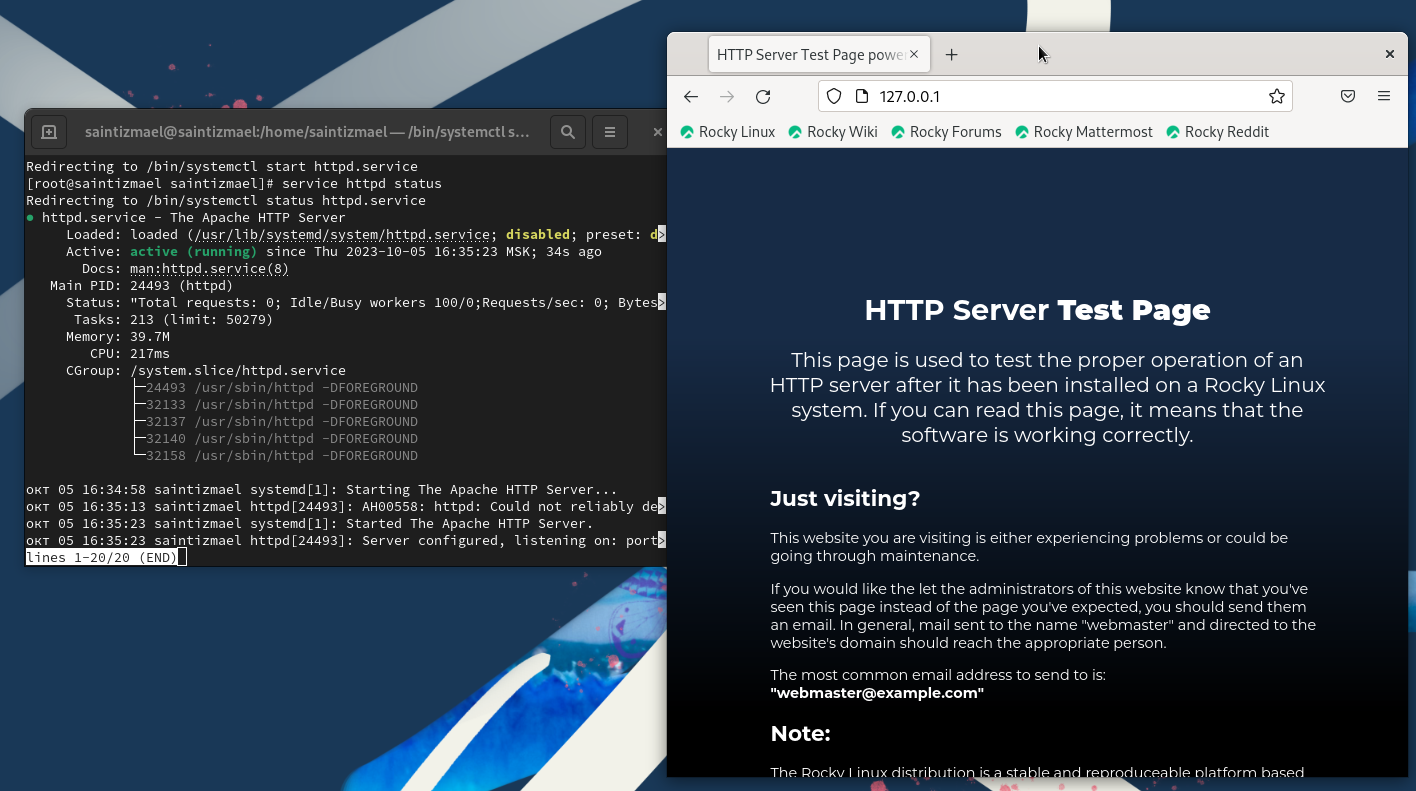 saintizmael@saintizmael:/home/saintizmael — /bin/systemctl s...
Redirecting to /bin/systemctl start httpd.service
[root@saintizmael saintizmael]# service httpd status
Redirecting to /bin/systemctl status httpd.service
● httpd.service - The Apache HTTP Server
Loaded: loaded (/usr/lib/systemd/system/httpd.service; disabled; preset: d>
Active: active (running) since Thu 2023-10-05 16:35:23 MSK; 34s ago
Docs: man:httpd.service(8)
Main PID: 24493 (httpd)
Status: "Total requests: 0; Idle/Busy workers 100/0;Requests/sec: 0; Bytes>
Tasks: 213 (limit: 50279)
Memory: 39.7M
CPU: 217ms
CGroup: /system.slice/httpd.service
├─24493 /usr/sbin/httpd -DFOREGROUND
├─32133 /usr/sbin/httpd -DFOREGROUND
├─32137 /usr/sbin/httpd -DFOREGROUND
├─32140 /usr/sbin/httpd -DFOREGROUND
└─32158 /usr/sbin/httpd -DFOREGROUND
окт 05 16:34:58 saintizmael systemd[1]: Starting The Apache HTTP Server...
окт 05 16:35:13 saintizmael httpd[24493]: AH00558: httpd: Could not reliably de>
окт 05 16:35:23 saintizmael systemd[1]: Started The Apache HTTP Server.
окт 05 16:35:23 saintizmael httpd[24493]: Server configured, listening on: port>
lines 1-20/20 (END)
HTTP Server Test Page powe
127.0.0.1
Rocky Linux Rocky Wiki Rocky Forums Rocky Mattermost Rocky Reddit
HTTP Server Test Page
This page is used to test the proper operation of an
HTTP server after it has been installed on a Rocky Linux
system. If you can read this page, it means that the
software is working correctly.
Just visiting?
This website you are visiting is either experiencing problems or could be
going through maintenance.
If you would like the let the administrators of this website know that you've
seen this page instead of the page you've expected, you should send them
an email. In general, mail sent to the name "webmaster" and directed to the
website's domain should reach the appropriate person.
The most common email address to send to is:
"webmaster@example.com"
Note:
The Rocky Linux distribution is a stable and reproduceable platform based